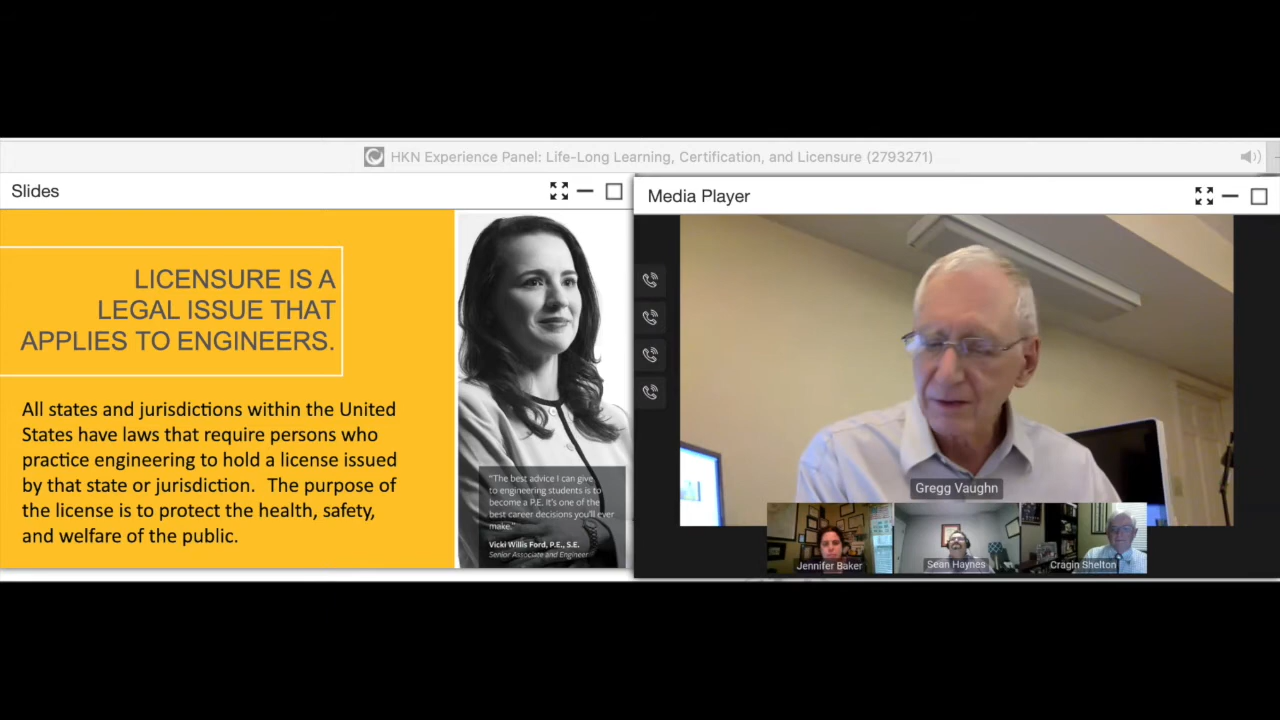 HKN Experience Panel: Life-Long Learning, Certification, and Licensure (2793271)
Slides
LICENSURE IS A
LEGAL ISSUE THAT
APPLIES TO ENGINEERS.
All states and jurisdictions within the United
States have laws that require persons who
practice engineering to hold a license issued
by that state or jurisdiction. The purpose of
the license is to protect the health, safety,
and welfare of the public.
"The best advice I can give
to engineering students is to
become a P.E. It's one of the
best career decisions you'll ever
make."
Vicki Willis Ford, P.E., S.E.
Senior Associate and Engineer
Media Player
Gregg Vaughn
Jennifer Baker
Sean Haynes
Cragin Shelton